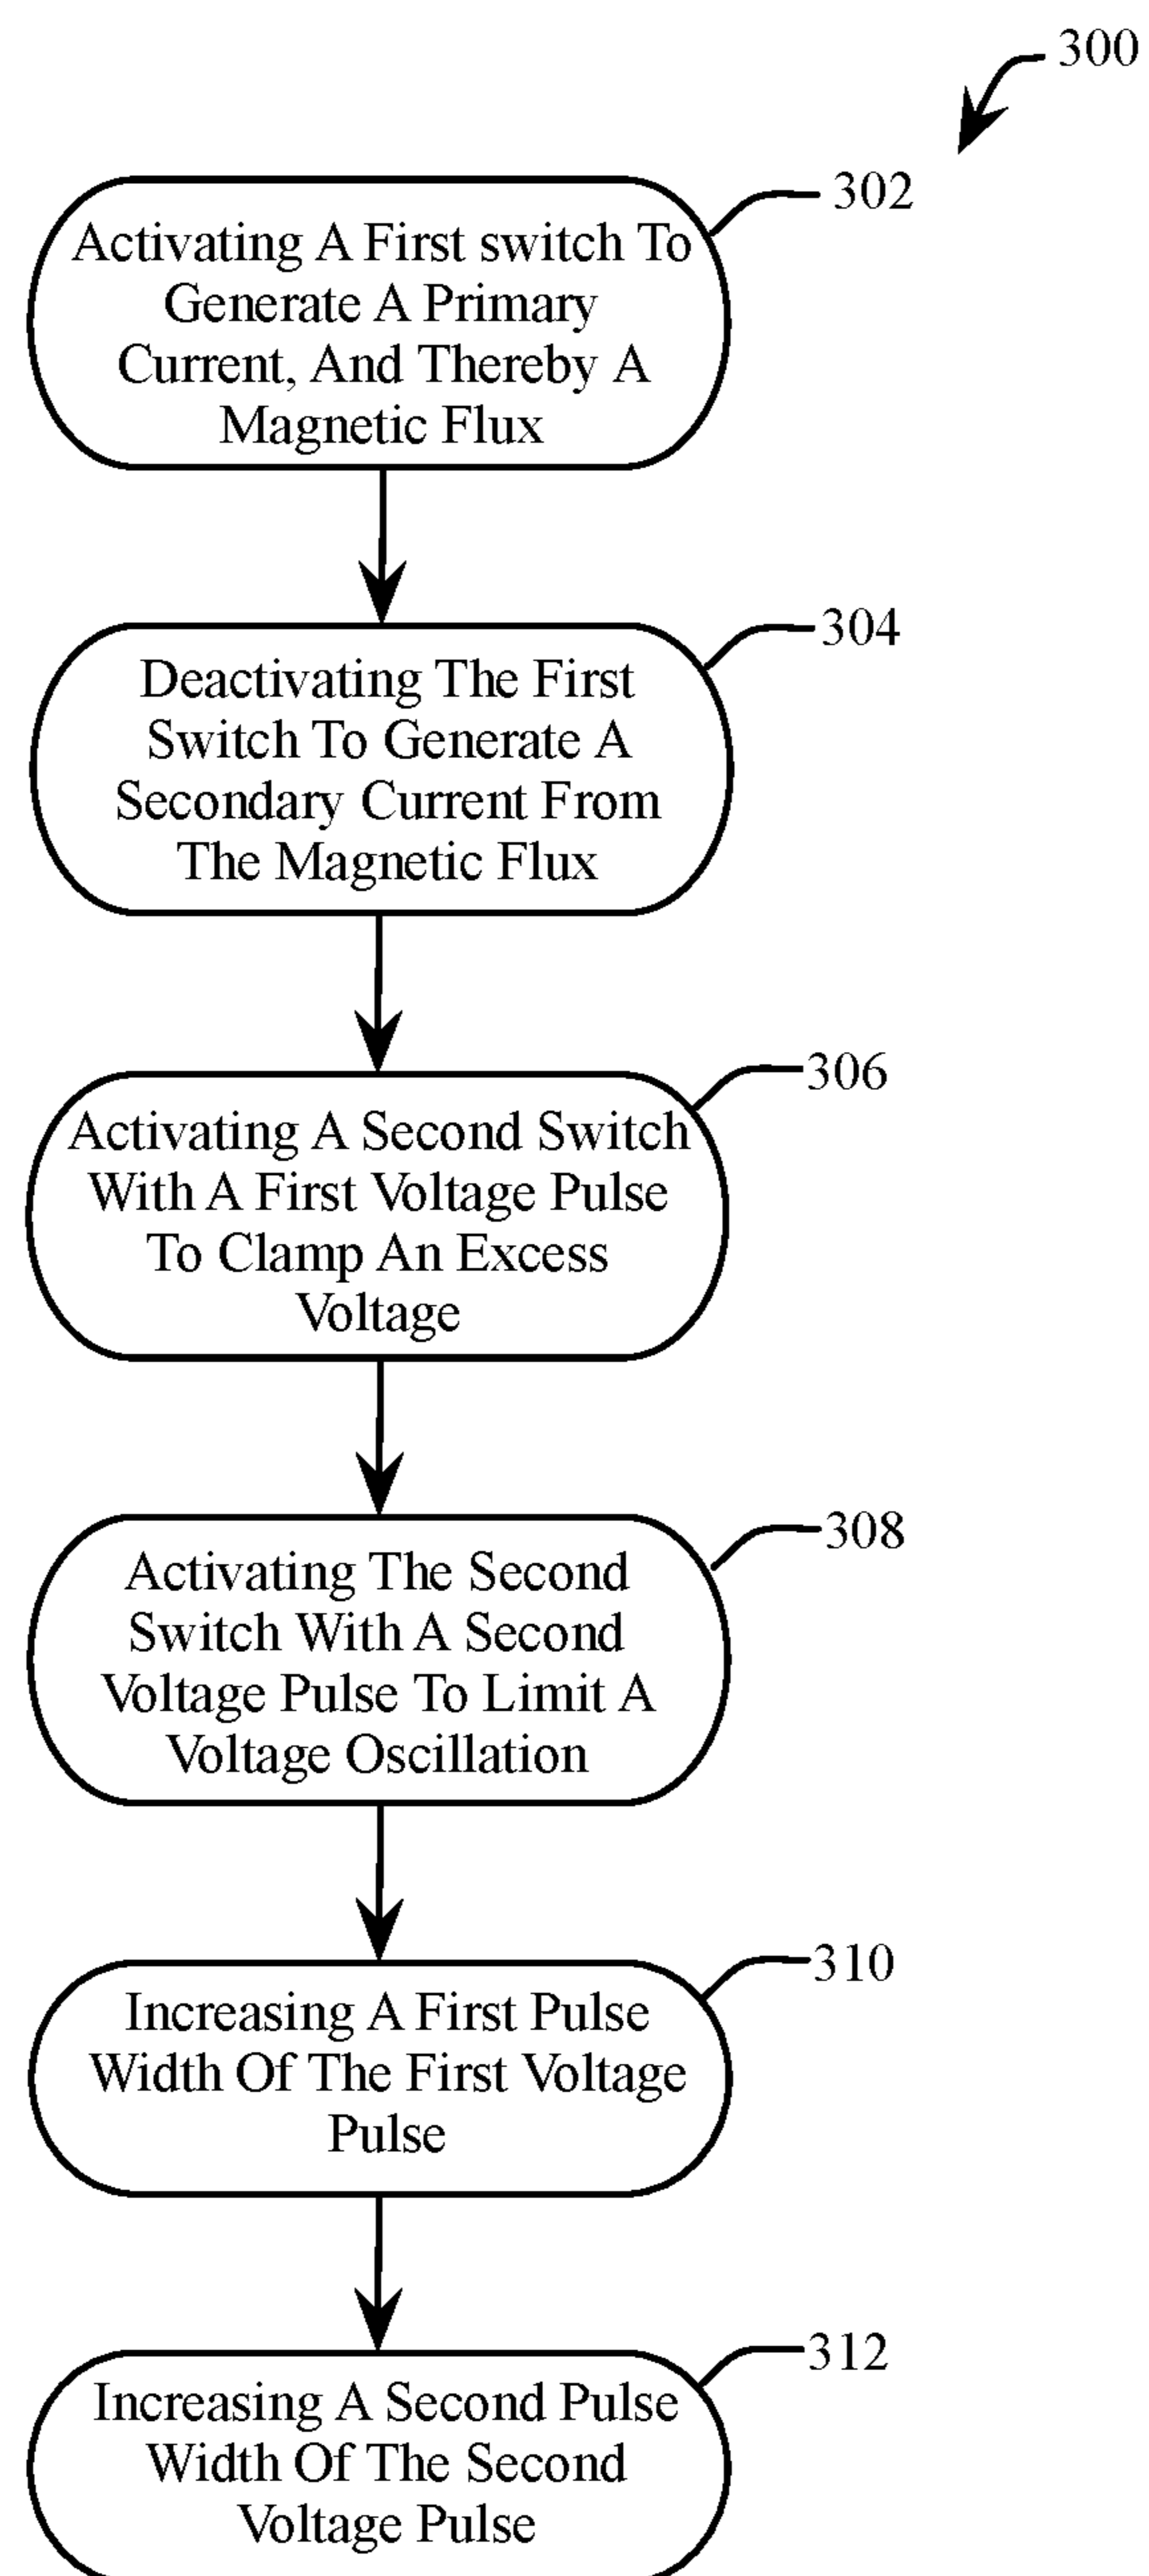 300
302
Activating A First switch To
Generate A Primary
Current, And Thereby A
Magnetic Flux
304
Deactivating The First
Switch To Generate A
Secondary Current From
The Magnetic Flux
306
Activating A Second Switch
With A First Voltage Pulse
To Clamp An Excess
Voltage
308
Activating The Second
Switch With A Second
Voltage Pulse To Limit A
Voltage Oscillation
310
Increasing A First Pulse
Width Of The First Voltage
Pulse
312
Increasing A Second Pulse
Width Of The Second
Voltage Pulse